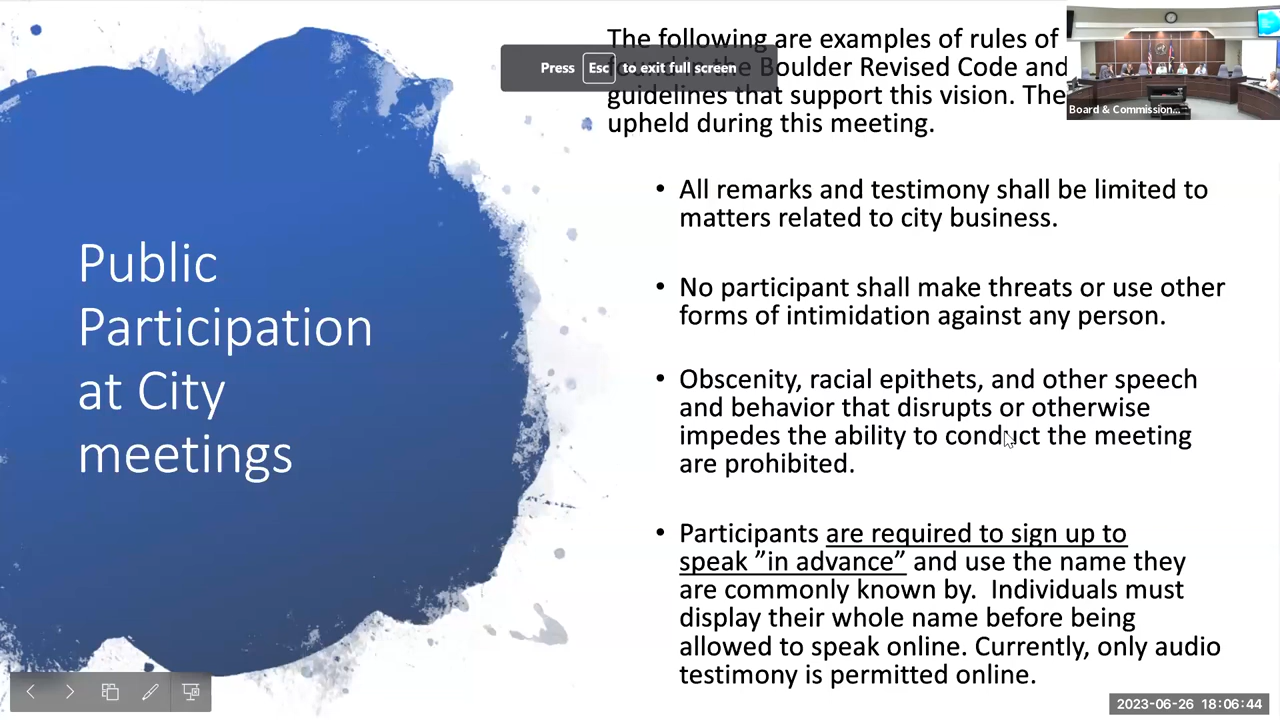 Public
Participation
at City
meetings
The following are examples of rules of
the Boulder Revised Code and
guidelines that support this vision. The
upheld during this meeting.
Press Esc to exit full screen
Board & Commission...
• All remarks and testimony shall be limited to
matters related to city business.
• No participant shall make threats or use other
forms of intimidation against any person.
• Obscenity, racial epithets, and other speech
and behavior that disrupts or otherwise
impedes the ability to conduct the meeting
are prohibited.
• Participants are required to sign up to
speak ”in advance” and use the name they
are commonly known by.  Individuals must
display their whole name before being
allowed to speak online. Currently, only audio
testimony is permitted online.
2023-06-26 18:06:44